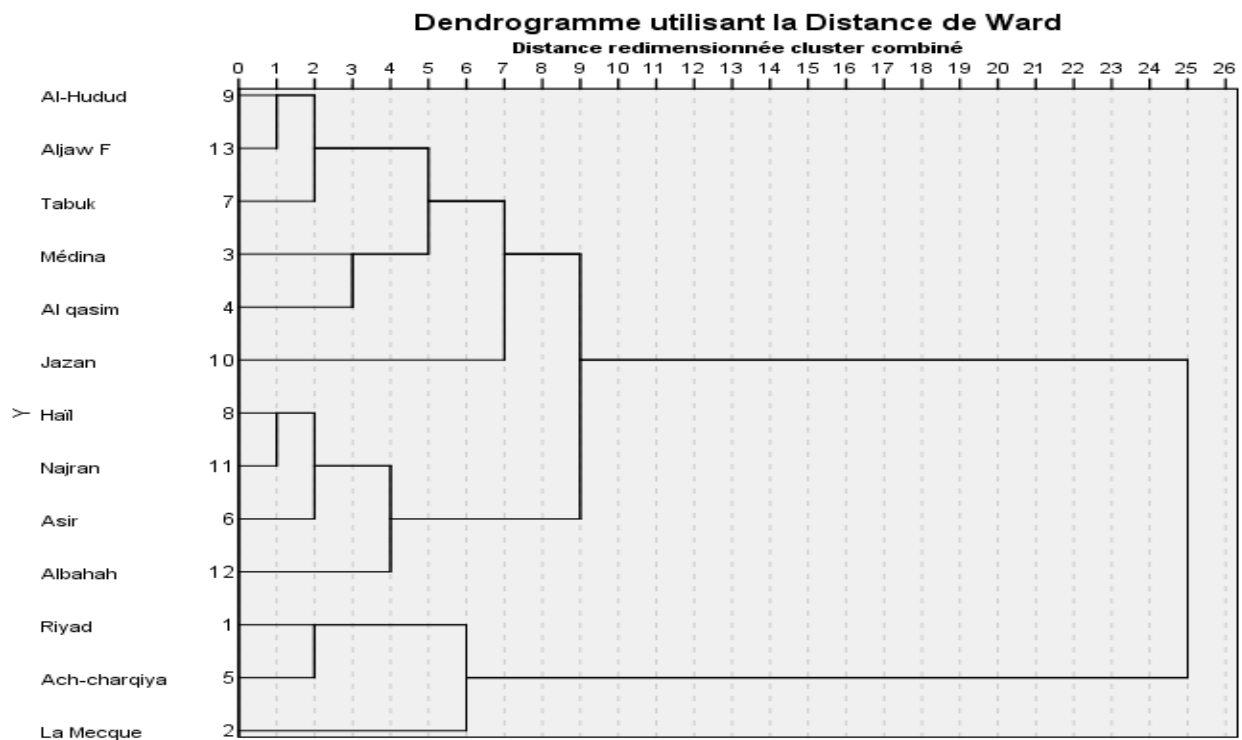 Dendrogramme utilisant la Distance de Ward
Distance redimensionnée cluster combiné
0 1 2 3 4 5 6 7 8 9 10 11 12 13 14 15 16 17 18 19 20 21 22 23 24 25 26
Al-Hudud 9
Aljaw F 13
Tabuk 7
Médina 3
Al qasim 4
Jazan 10
Y
Haïl 8
Najran 11
Asir 6
Albahah 12
Riyad 1
Ach-charqiya 5
La Mecque 2